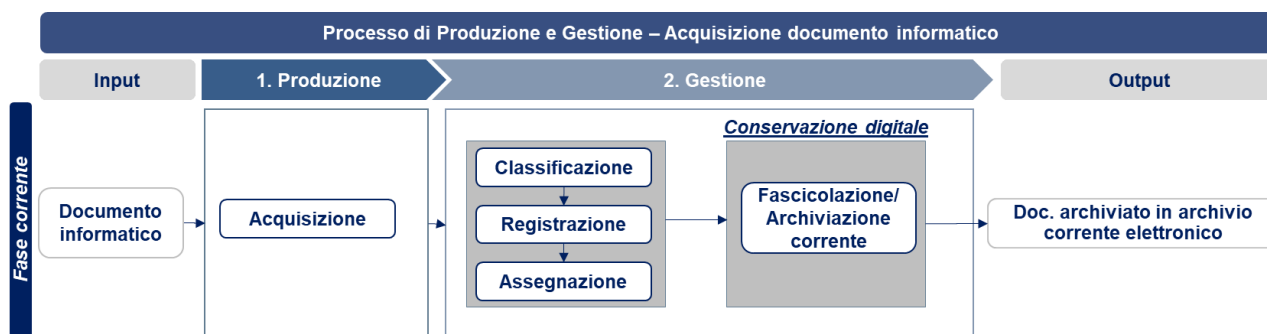 Processo di Produzione e Gestione – Acquisizione documento informatico
Input
1. Produzione
2. Gestione
Output
Fase corrente
Documento
informatico
Acquisizione
Classificazione
Registrazione
Assegnazione
Conservazione digitale
Fascicolazione/
Archiviazione
corrente
Doc. archiviato in archivio
corrente elettronico